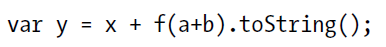 var y = x + f(a+b).toString();